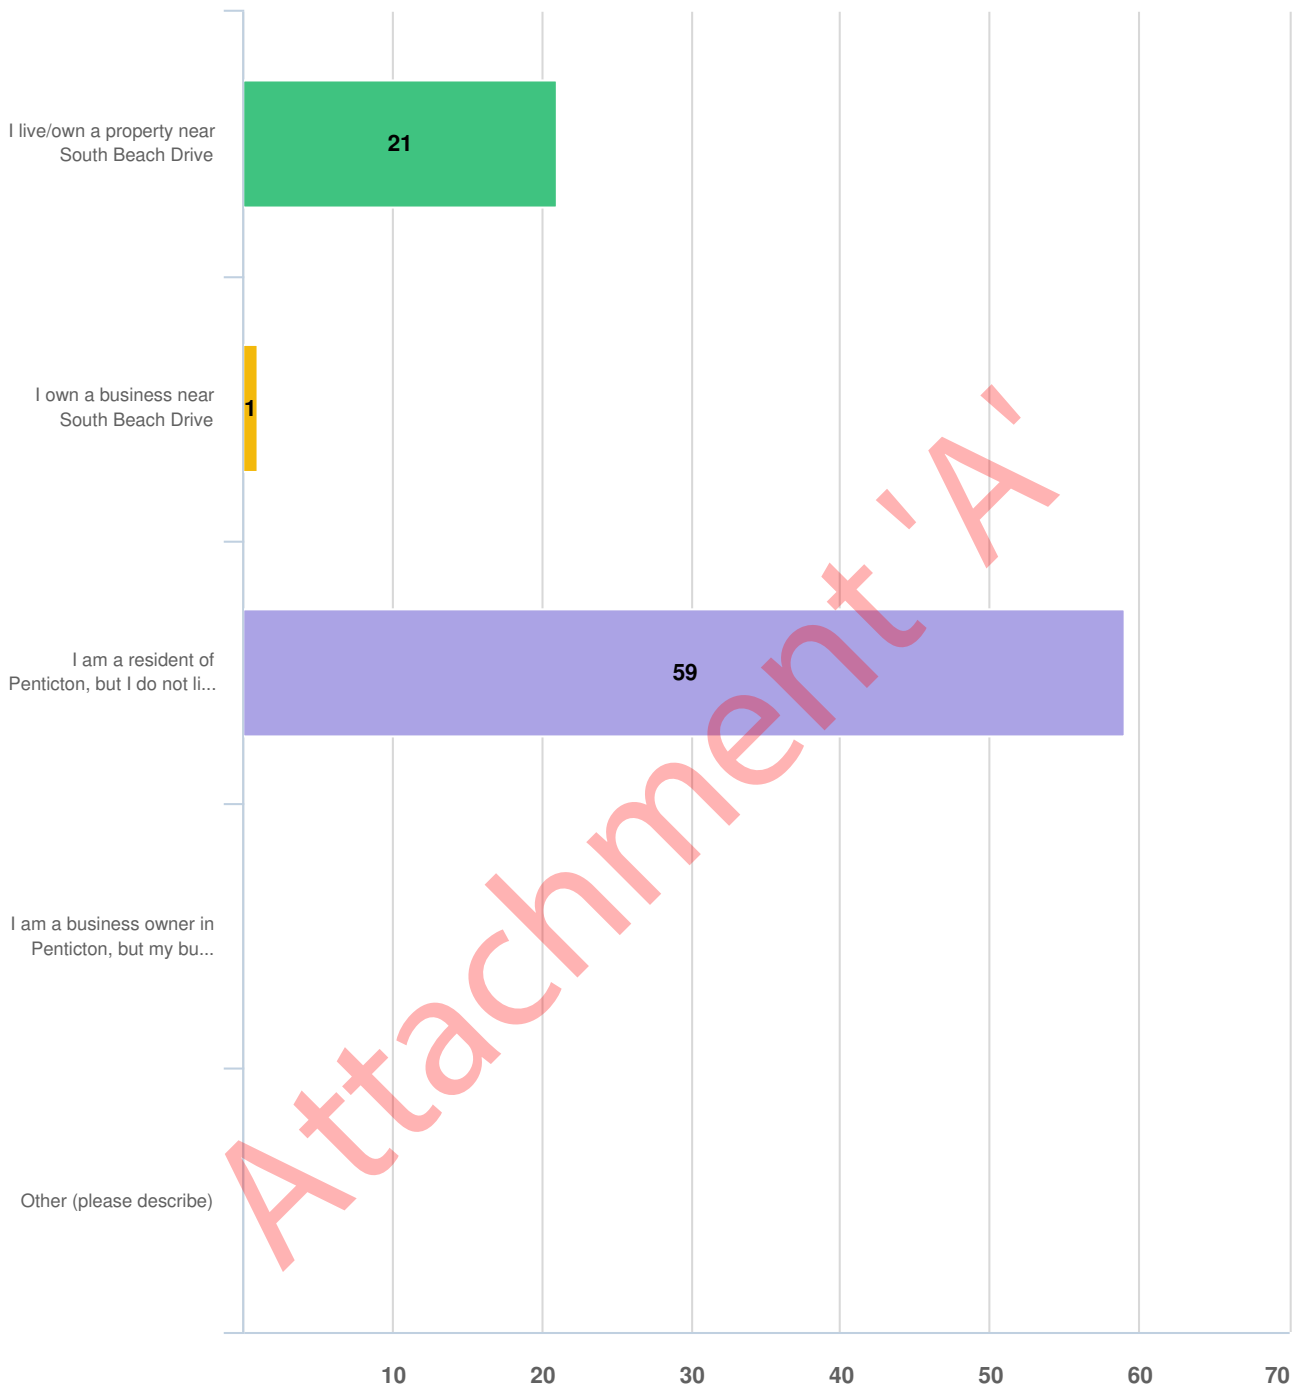 I live/own a property near
South Beach Drive
21
I own a business near
South Beach Drive
1
I am a resident of
Penticton, but I do not li...
59
I am a business owner in
Penticton, but my bu...
Other (please describe)
10 20 30 40 50 60 70
Attachment 'A'